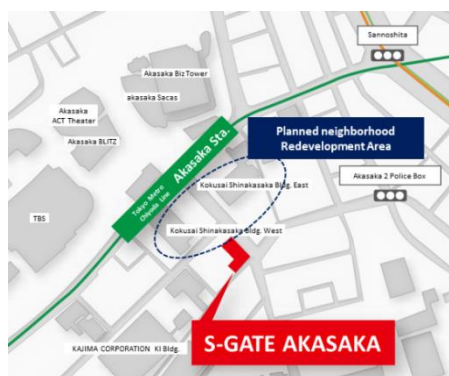 Sannoshita
Akasaka Biz Tower
akasaka Sacas
Akasaka
ACT Theater
Akasaka BLITZ
Tokyo Metro
Chiyoda Line
Akasaka Sta.
Planned neighborhood
Redevelopment Area
Akasaka 2 Police Box
Kokusai Shinakasaka Bldg. East
TBS
Kokusai Shinakasaka Bldg. West
S-GATE AKASAKA
KAJIMA CORPORATION KI Bldg.